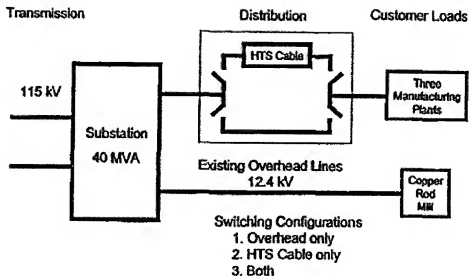 Transmission
Distribution
Customer Loads
HTS Cable
115 kV
Three
Manufacturing
Plants
Substation
40 MVA
Existing Overhead Lines
12.4 kV
Copper
Rod
Mill
Switching Configurations
1. Overhead only
2. HTS Cable only
3. Both